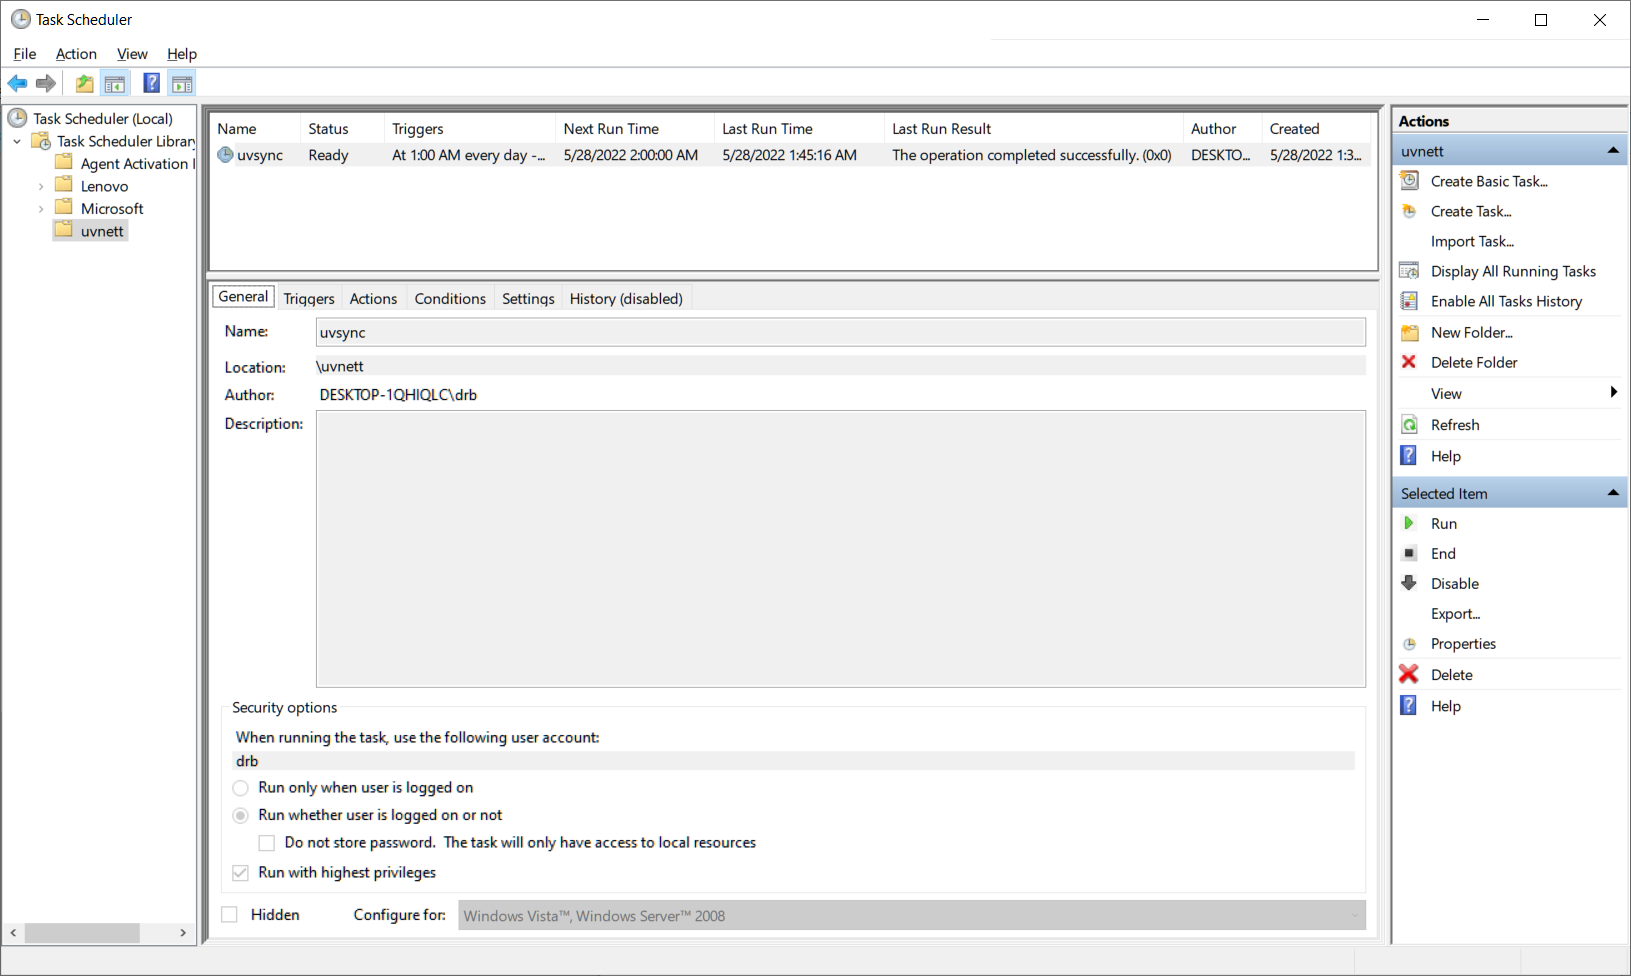 Task Scheduler
File Action View Help
Task Scheduler (Local)
Task Scheduler Library
Agent Activation
Lenovo
Microsoft
uvnett
Name Status Triggers Next Run Time Last Run Time Last Run Result Author Created
uvsync Ready At 1:00 AM every day -... 5/28/2022 2:00:00 AM 5/28/2022 1:45:16 AM The operation completed successfully. (0x0) DESKTO... 5/28/2022 1:3...
General Triggers Actions Conditions Settings History (disabled)
Name: uvsync
Location: \uvnett
Author: DESKTOP-1QHIQLC\drb
Description:
Security options
When running the task, use the following user account:
drb
Run only when user is logged on
Run whether user is logged on or not
Do not store password. The task will only have access to local resources
Run with highest privileges
Hidden Configure for: Windows Vista™, Windows Server™ 2008
Actions
uvnett
Create Basic Task...
Create Task...
Import Task...
Display All Running Tasks
Enable All Tasks History
New Folder...
Delete Folder
View
Refresh
Help
Selected Item
Run
End
Disable
Export...
Properties
Delete
Help